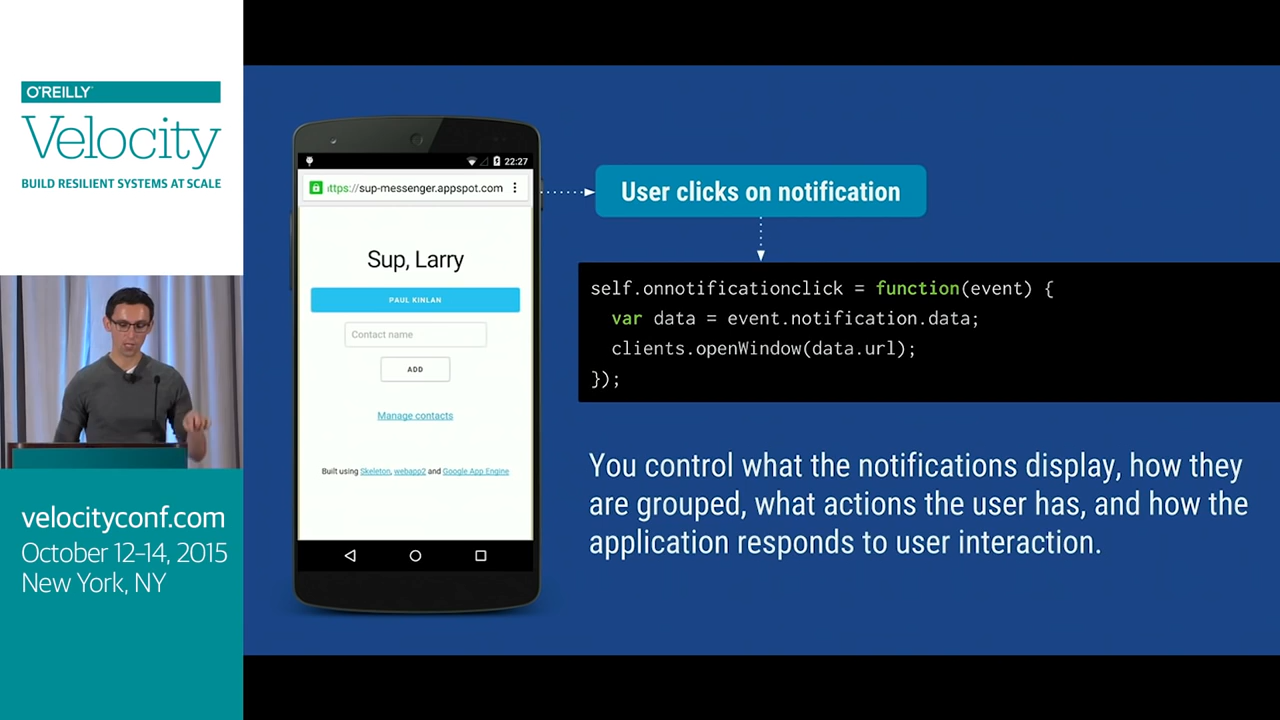 O'REILLY
Velocity
BUILD RESILIENT SYSTEMS AT SCALE
velocityconf.com
October 12–14, 2015
New York, NY
22:27
ttps://sup-messenger.appspot.com
Sup, Larry
PAUL KINLAN
Contact name
ADD
Manage contacts
Built using Skeleton, webapp2 and Google App Engine
User clicks on notification
self.onnotificationclick = function(event) {
var data = event.notification.data;
clients.openWindow(data.url);
});
You control what the notifications display, how they
are grouped, what actions the user has, and how the
application responds to user interaction.